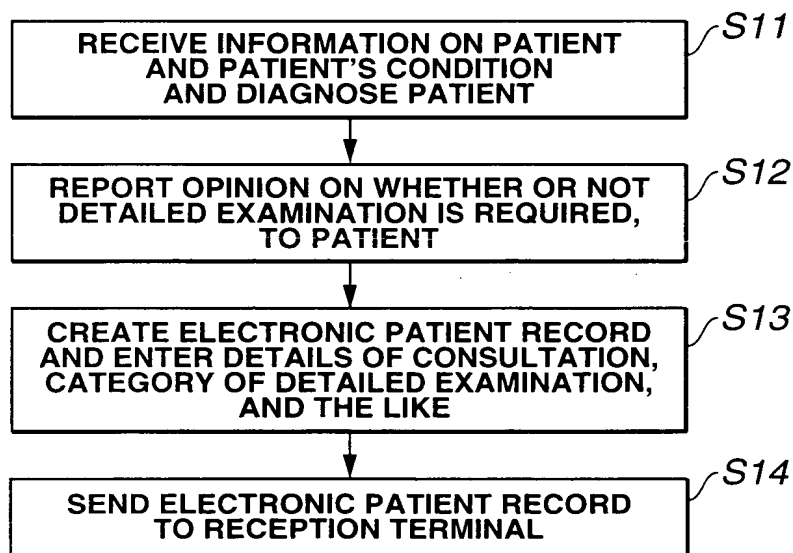 S11
RECEIVE INFORMATION ON PATIENT
AND PATIENT'S CONDITION
AND DIAGNOSE PATIENT
S12
REPORT OPINION ON WHETHER OR NOT
DETAILED EXAMINATION IS REQUIRED,
TO PATIENT
S13
CREATE ELECTRONIC PATIENT RECORD
AND ENTER DETAILS OF CONSULTATION,
CATEGORY OF DETAILED EXAMINATION,
AND THE LIKE
S14
SEND ELECTRONIC PATIENT RECORD
TO RECEPTION TERMINAL